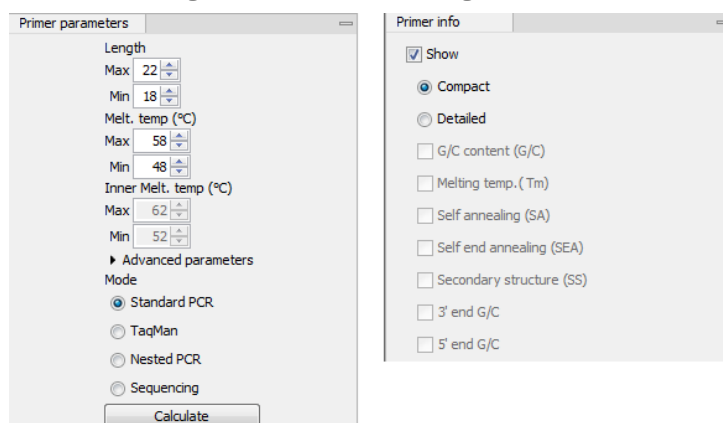 Primer parameters
Length
Max 22
Min 18
Melt. temp (°C)
Max 58
Min 48
Inner Melt. temp (°C)
Max 62
Min 52
Advanced parameters
Mode
Standard PCR
TaqMan
Nested PCR
Sequencing
Calculate
Primer info
Show
Compact
Detailed
G/C content (G/C)
Melting temp.( Tm)
Self annealing (SA)
Self end annealing (SEA)
Secondary structure (SS)
3' end G/C
5' end G/C